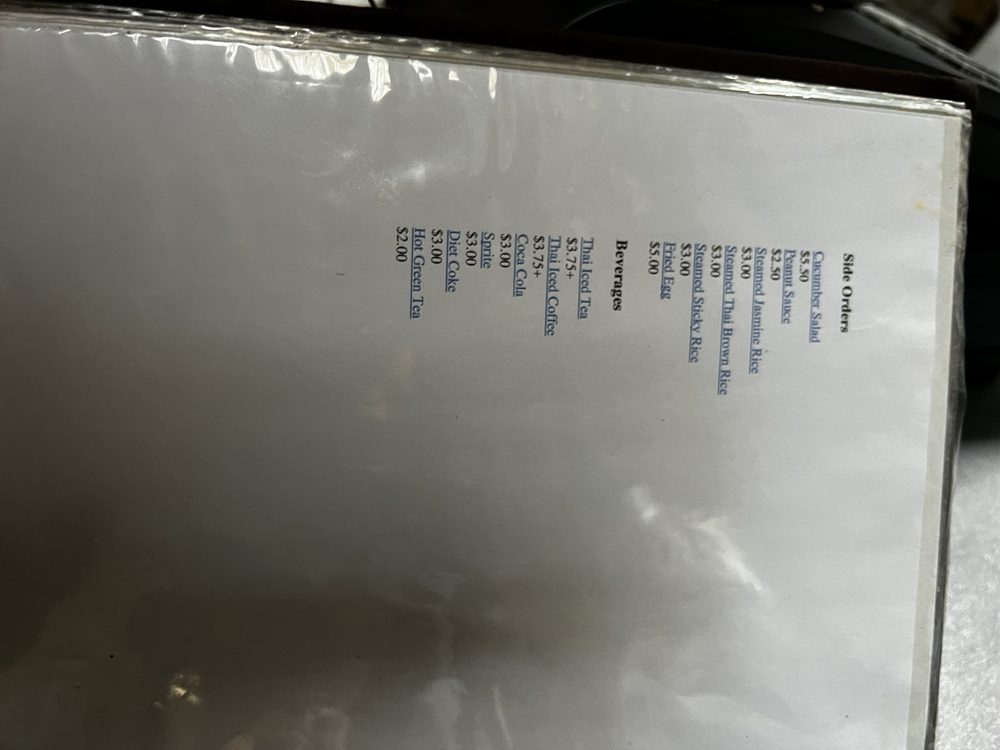 Side Orders
Cucumber Salad
$5.50
Peanut Sauce
$2.50
Steamed Jasmine Rice
$3.00
Steamed Thai Brown Rice
$3.00
Steamed Sticky Rice
$3.00
Fried Egg
$5.00
Beverages
Thai Iced Tea
$3.75+
Thai Iced Coffee
$3.75+
Coca Cola
$3.00
Sprite
$3.00
Diet Coke
$3.00
Hot Green Tea
$2.00